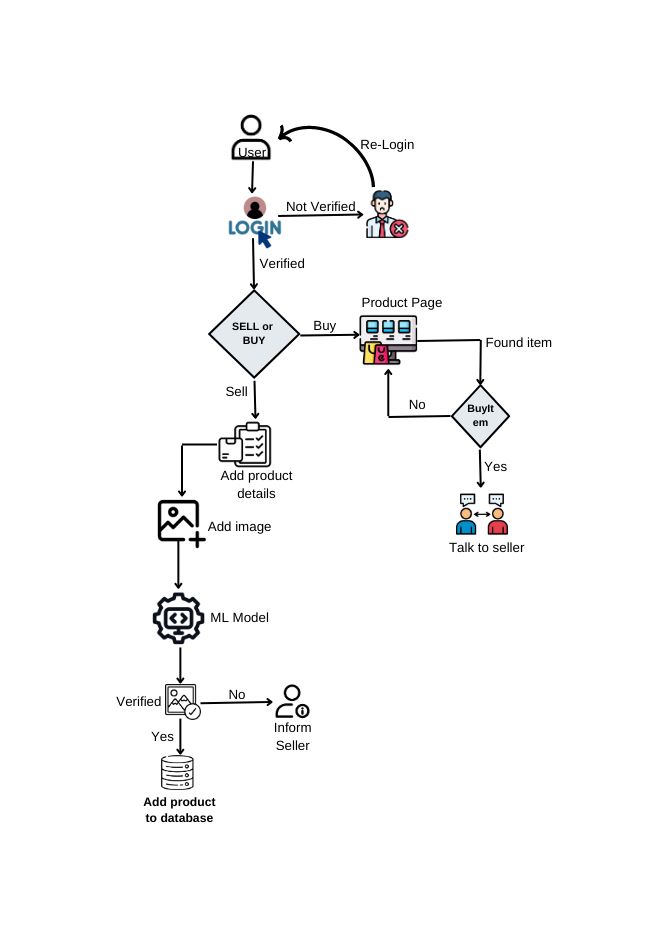 User
Re-Login
Not Verified
LOGIN
Verified
Product Page
SELL or
BUY
Buy
Found item
Sell
No
BuyIt
em
Add product
details
Yes
Add image
Talk to seller
ML Model
Verified
No
Inform
Seller
Yes
Add product
to database